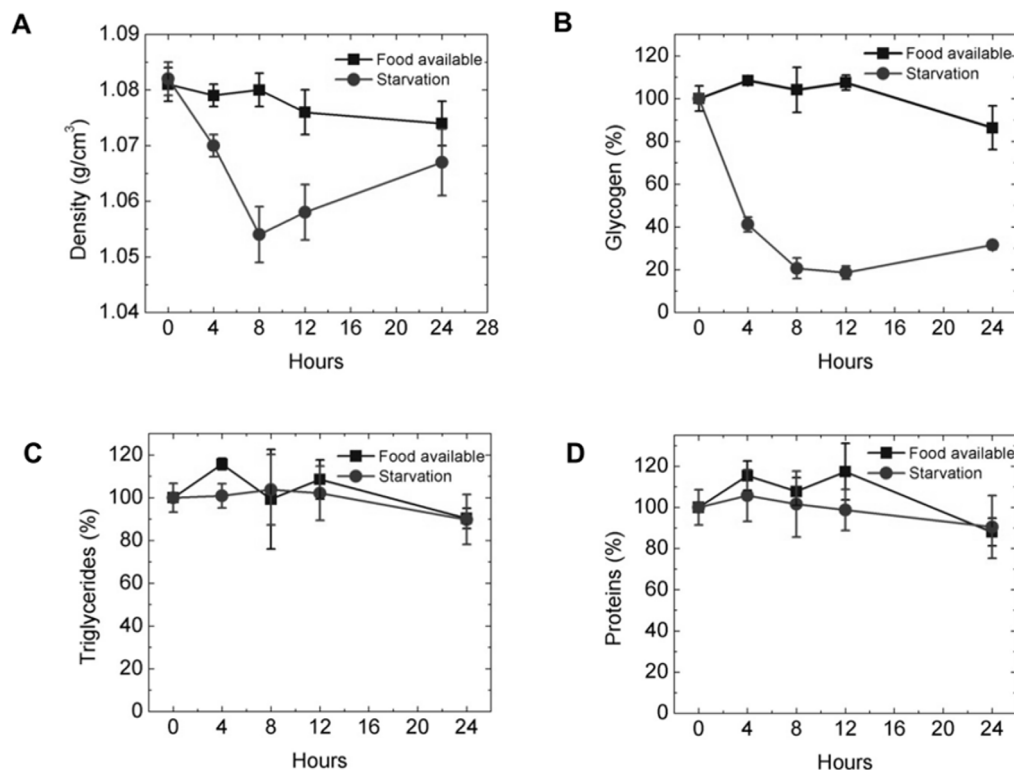 A
1.09
1.08
1.07
1.06
1.05
1.04
Density (g/cm³)
Food available
Starvation
0 4 8 12 16 20 24 28
Hours
B
120
100
80
60
40
20
0
Glycogen (%)
Food available
Starvation
0 4 8 12 16 20 24
Hours
C
120
100
80
60
40
20
0
Triglycerides (%)
Food available
Starvation
0 4 8 12 16 20 24
Hours
D
120
100
80
60
40
20
0
Proteins (%)
Food available
Starvation
0 4 8 12 16 20 24
Hours